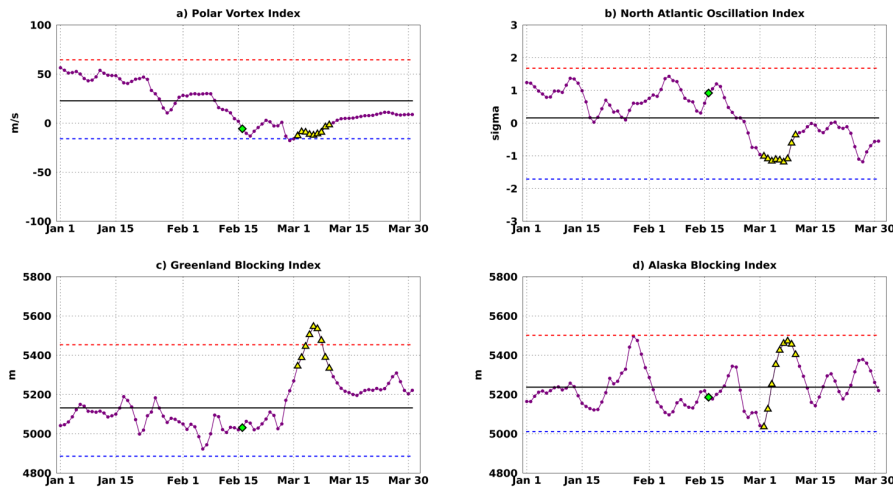 a) Polar Vortex Index
100
50
0
-50
-100
m/s
Jan 1 Jan 15 Feb 1 Feb 15 Mar 1 Mar 15 Mar 30
b) North Atlantic Oscillation Index
3
2
1
0
-1
-2
-3
sigma
Jan 1 Jan 15 Feb 1 Feb 15 Mar 1 Mar 15 Mar 30
c) Greenland Blocking Index
5800
5600
5400
5200
5000
4800
m
Jan 1 Jan 15 Feb 1 Feb 15 Mar 1 Mar 15 Mar 30
d) Alaska Blocking Index
5800
5600
5400
5200
5000
4800
m
Jan 1 Jan 15 Feb 1 Feb 15 Mar 1 Mar 15 Mar 30